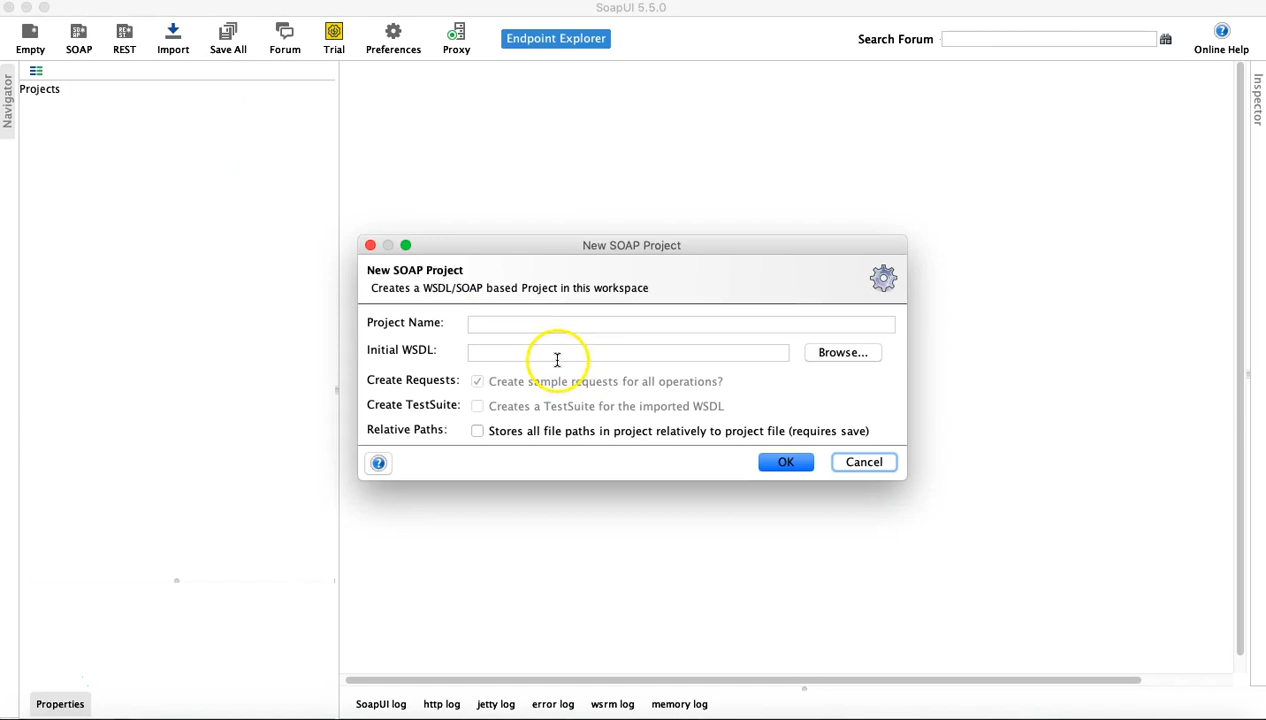 SoapUI 5.5.0
Empty
SOAP
REST
Import
Save All
Forum
Trial
Preferences
Proxy
Endpoint Explorer
Search Forum
Online Help
Navigator
Projects
Inspector
New SOAP Project
New SOAP Project
Creates a WSDL/SOAP based Project in this workspace
Project Name:
Initial WSDL:
Browse...
Create Requests: Create sample requests for all operations?
Create TestSuite: Creates a TestSuite for the imported WSDL
Relative Paths: Stores all file paths in project relatively to project file (requires save)
OK
Cancel
Properties
SoapUI log
http log
jetty log
error log
wsrm log
memory log